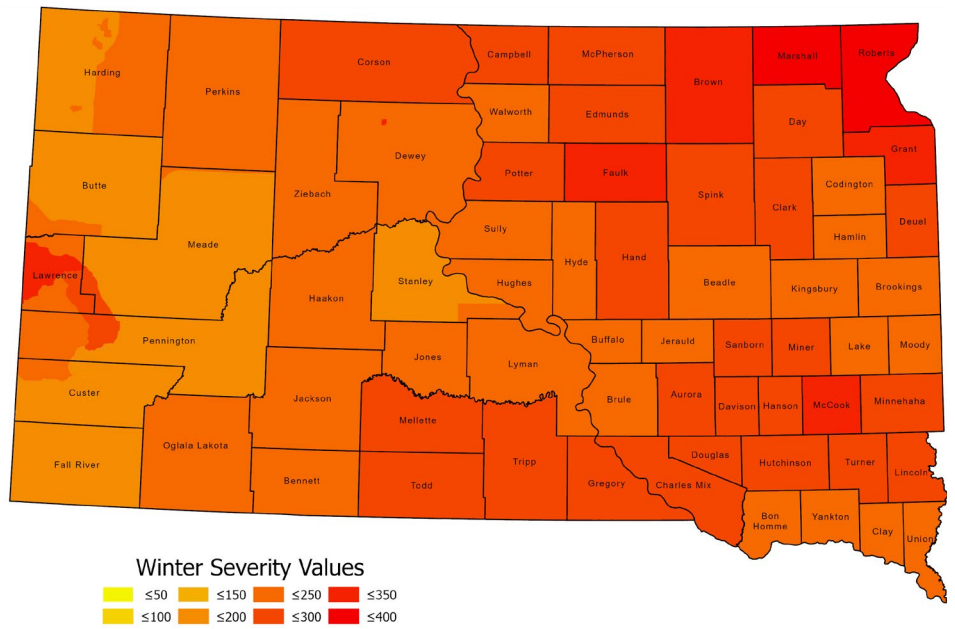 Campbell
McPherson
Marshall
Roberts
Harding
Corson
Perkins
Brown
Walworth
Edmunds
Day
Dewey
Grant
Potter
Faulk
Butte
Ziebach
Spink
Codington
Clark
Deuel
Sully
Hamlin
Meade
Hyde
Hand
Lawrence
Stanley
Hughes
Beadle
Kingsbury
Brookings
Haakon
Pennington
Buffalo
Jerauld
Sanborn
Miner
Lake
Moody
Jones
Lyman
Custer
Jackson
Brule
Aurora
Davison
Hanson
McCook
Minnehaha
Mellette
Oglala Lakota
Douglas
Fall River
Tripp
Hutchinson
Turner
Lincoln
Bennett
Todd
Gregory
Charles Mix
Bon
Homme
Yankton
Clay
Union
Winter Severity Values
≤50 ≤150 ≤250 ≤350
≤100 ≤200 ≤300 ≤400